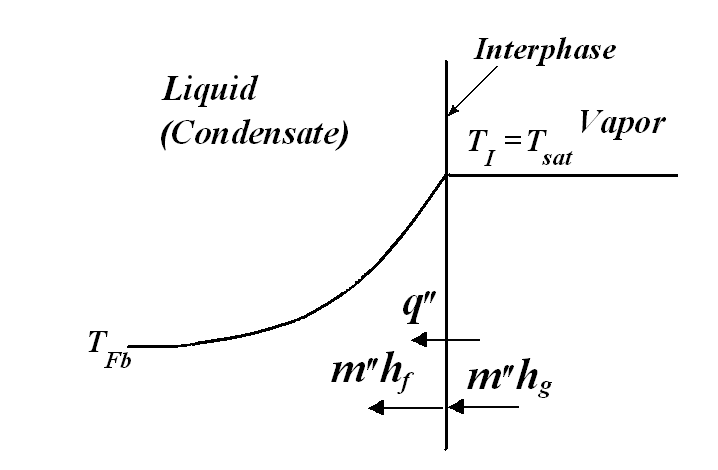 Interphase
Liquid
(Condensate)
Vapor
T_I = T_sat
q"
T_Fb
m"h_f
m"h_g